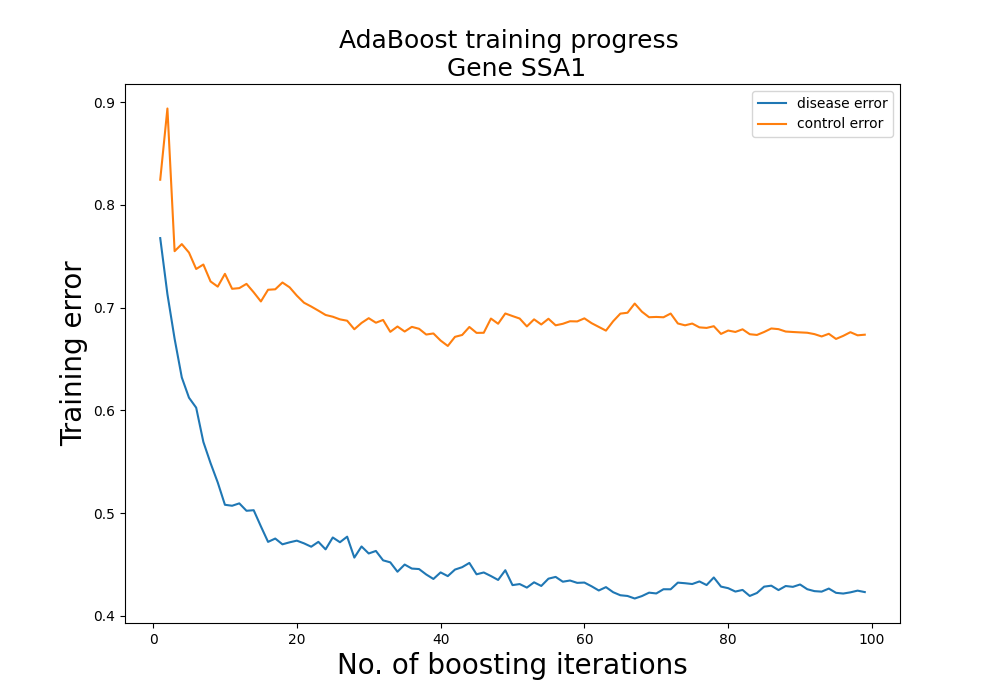 AdaBoost training progress
Gene SSA1
disease error
control error
Training error
0.9
0.8
0.7
0.6
0.5
0.4
0 20 40 60 80 100
No. of boosting iterations